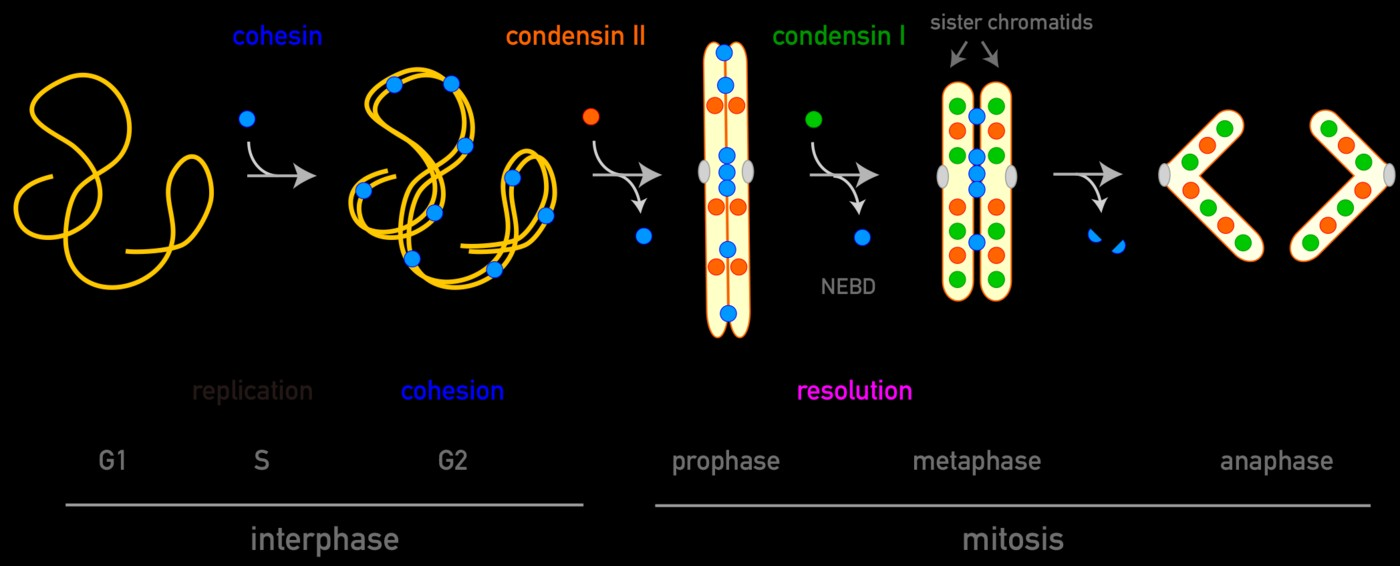 cohesin
condensin II
condensin I
sister chromatids
NEBD
replication
cohesion
resolution
G1
S
G2
prophase
metaphase
anaphase
interphase
mitosis